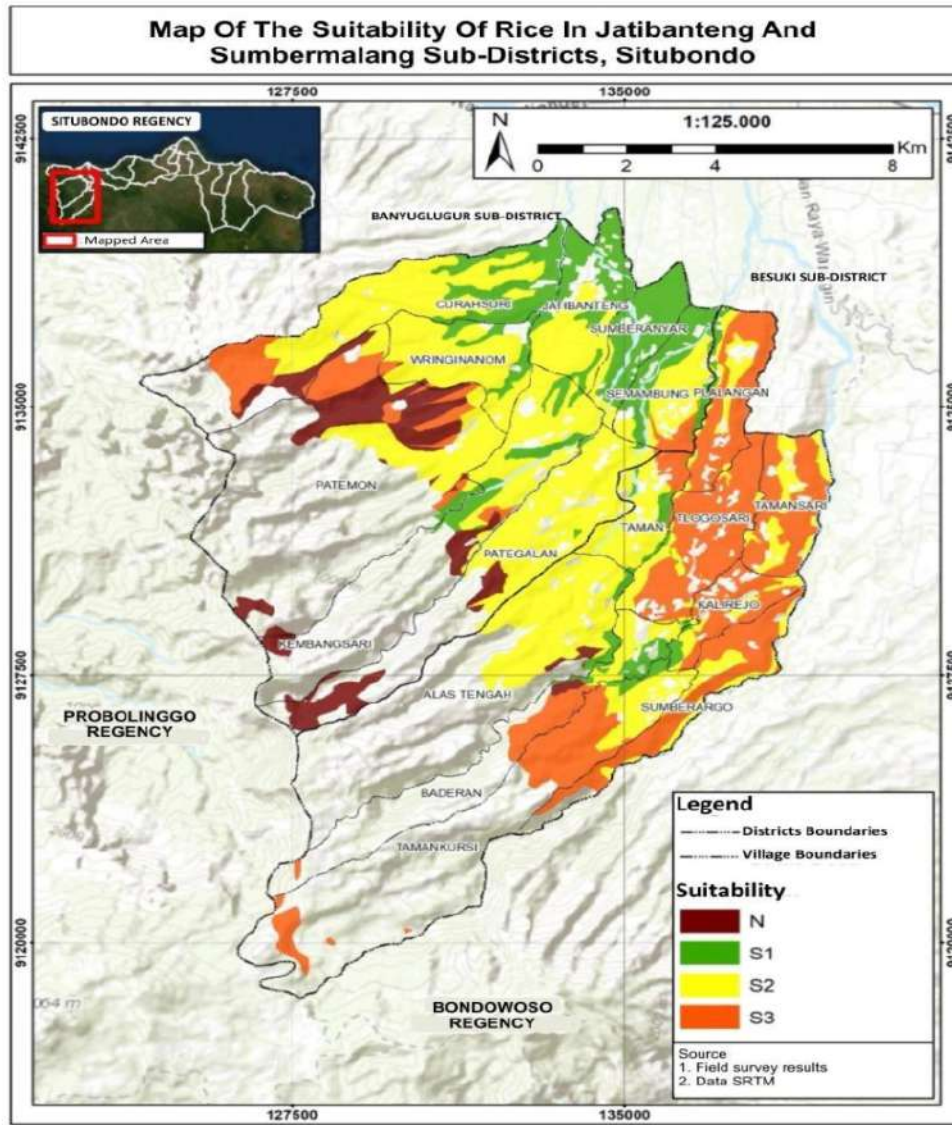 Map Of The Suitability Of Rice In Jatibanteng And
Sumbermalang Sub-Districts, Situbondo
127500
135000
9142500
SITUBONDO REGENCY
Mapped Area
N
1:125.000
0 2 4 8 Km
BANYUGLUGUR SUB-DISTRICT
BESUKI SUB-DISTRICT
CURAHSURI
JATIBANTENG
SUMBERANYAR
WRINGINANOM
SEMAMBUNG
PLALANGAN
9135000
PATEMON
TAMAN
TLOGOSARI
TAMANSARI
PATEGALAN
KALIREJO
KEMBANGSARI
9127500
ALAS TENGAH
SUMBERARGO
PROBOLINGGO
REGENCY
BADERAN
TAMANKURSI
9120000
9120000
064 m
BONDOWOSO
REGENCY
Legend
Districts Boundaries
Village Boundaries
Suitability
N
S1
S2
S3
Source
1. Field survey results
2. Data SRTM
127500
135000